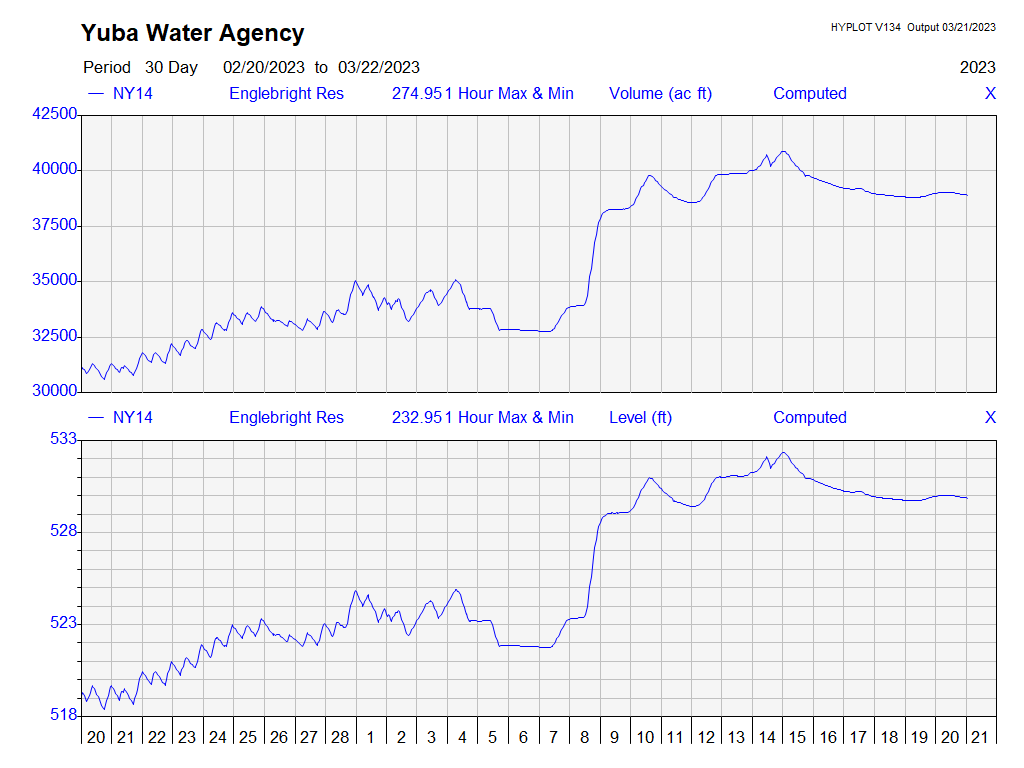 Yuba Water Agency
HYPLOT V134 Output 03/21/2023
Period 30 Day 02/20/2023 to 03/22/2023 2023
— NY14 Englebright Res 274.951 Hour Max & Min Volume (ac ft) Computed X
42500
40000
37500
35000
32500
30000
— NY14 Englebright Res 232.951 Hour Max & Min Level (ft) Computed X
533
528
523
518
20 21 22 23 24 25 26 27 28 1 2 3 4 5 6 7 8 9 10 11 12 13 14 15 16 17 18 19 20 21